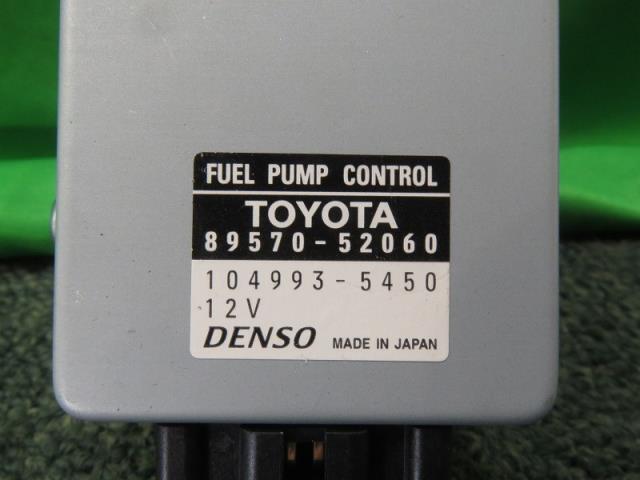 FUEL PUMP CONTROL
TOYOTA
89570-52060
104993-5450
12V
DENSO MADE IN JAPAN